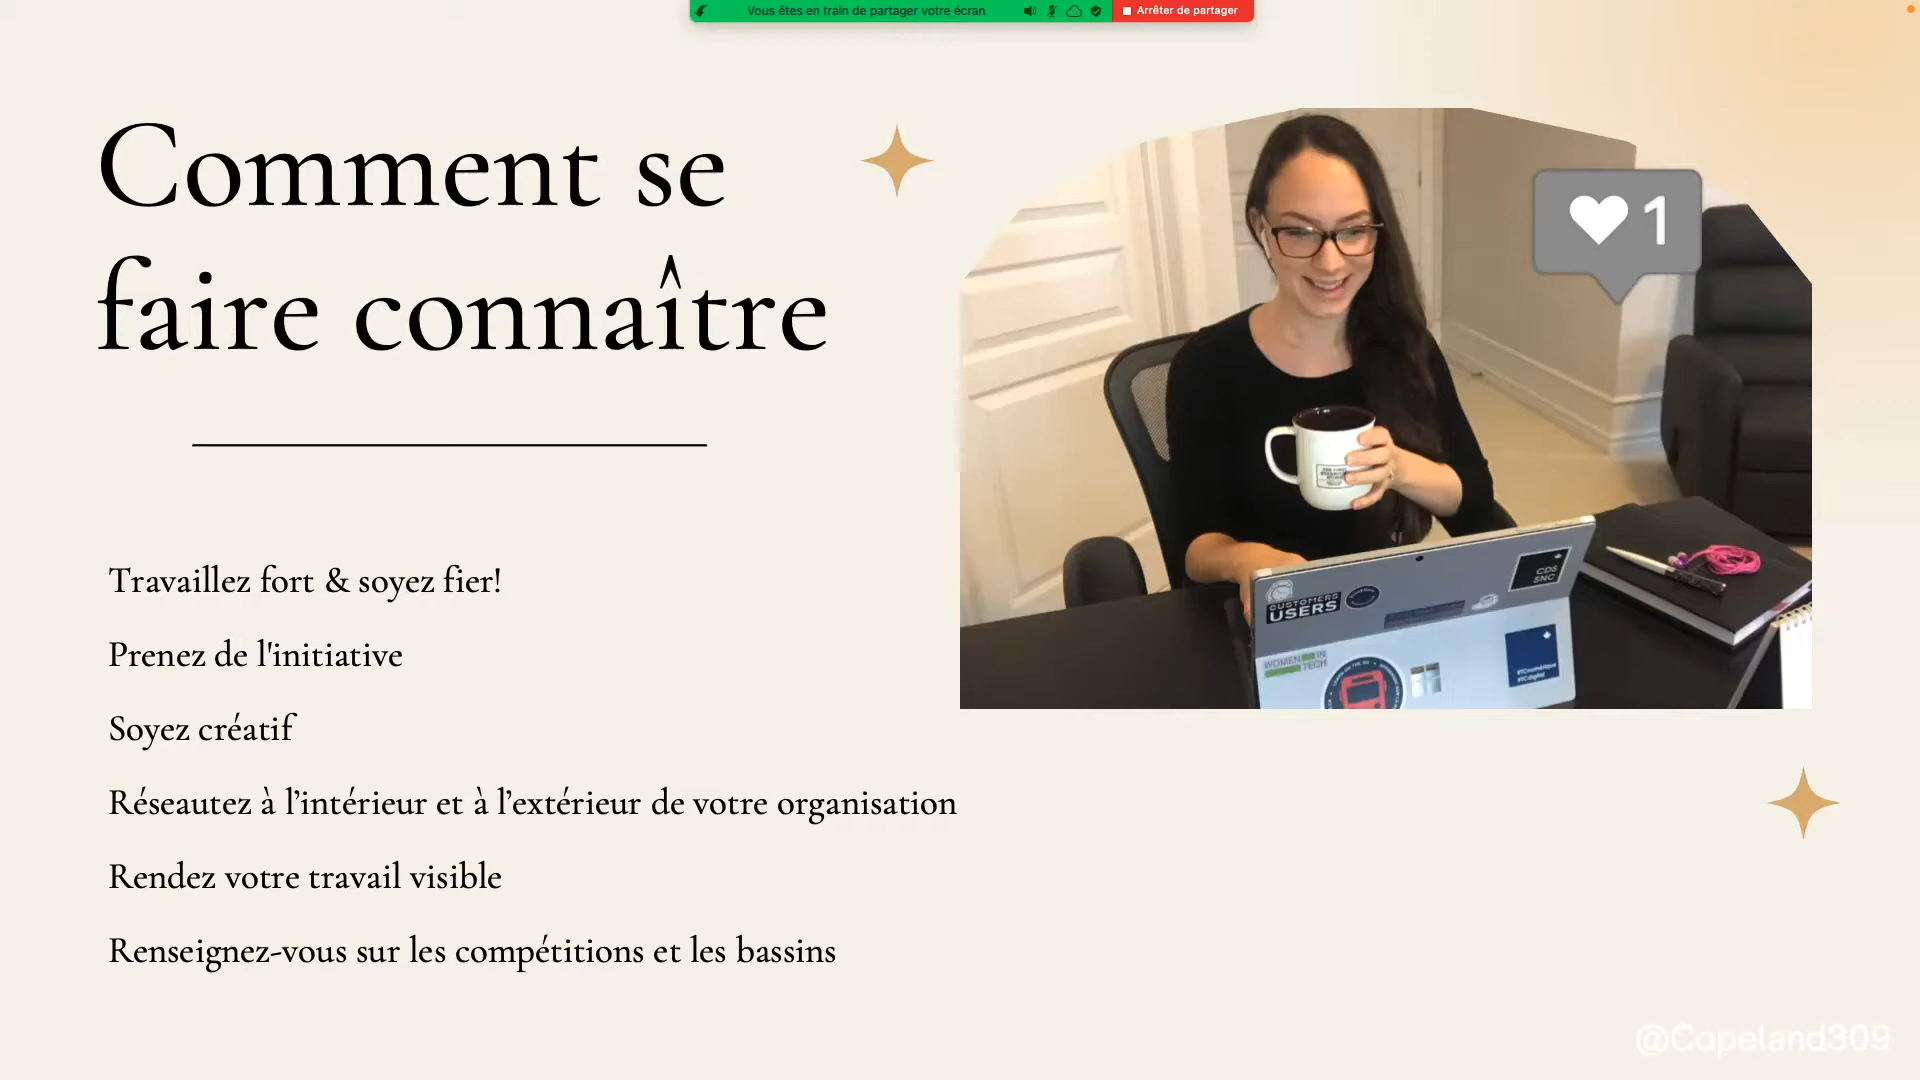 Vous êtes en train de partager votre écran
Arrêter de partager
Comment se
faire connaître
1
Travaillez fort & soyez fier!
Prenez de l'initiative
Soyez créatif
Réseautez à l’intérieur et à l’extérieur de votre organisation
Rendez votre travail visible
Renseignez-vous sur les compétitions et les bassins
CDS
SNC
CUSTOMERS
USERS
WOMEN IN
TECH
@Copeland309